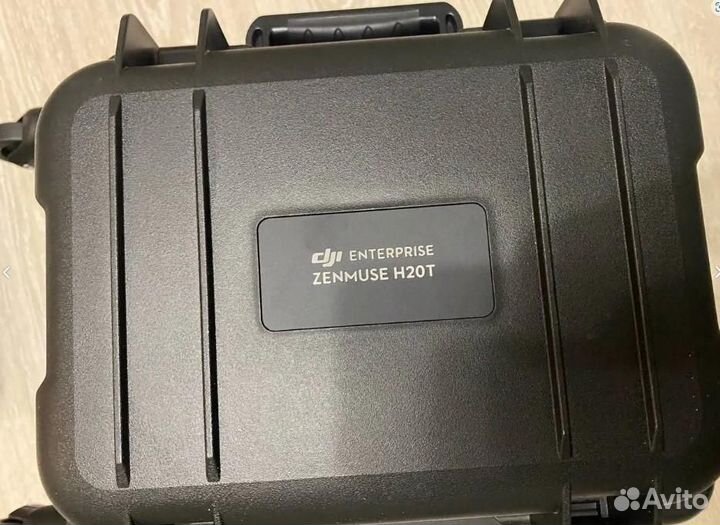 dji ENTERPRISE
ZENMUSE H20T
Avito